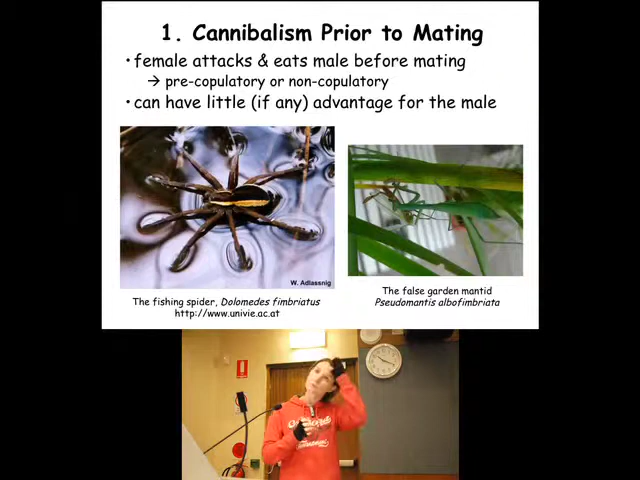 1. Cannibalism Prior to Mating
•female attacks & eats male before mating
→ pre-copulatory or non-copulatory
•can have little (if any) advantage for the male
W. Adlassnig
The fishing spider, Dolomedes fimbriatus
http://www.univie.ac.at
The false garden mantid
Pseudomantis albofimbriata